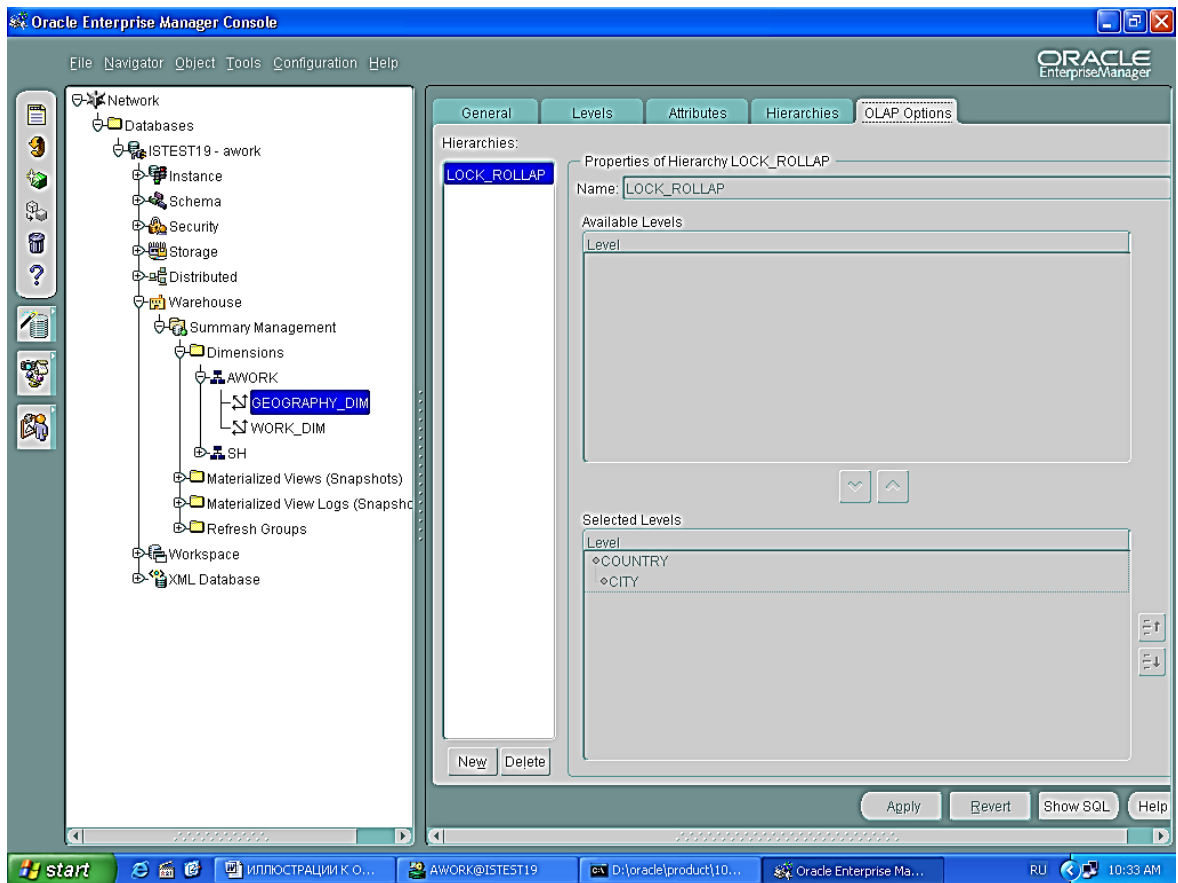 Oracle Enterprise Manager Console
File Navigator Object Tools Configuration Help
ORACLE
EnterpriseManager
Network
Databases
ISTEST19 - awork
Instance
Schema
Security
Storage
Distributed
Warehouse
Summary Management
Dimensions
AWORK
GEOGRAPHY_DIM
WORK_DIM
SH
Materialized Views (Snapshots)
Materialized View Logs (Snapsho
Refresh Groups
Workspace
XML Database
General Levels Attributes Hierarchies OLAP Options
Hierarchies:
LOCK_ROLLAP
Properties of Hierarchy LOCK_ROLLAP
Name: LOCK_ROLLAP
Available Levels
Level
Selected Levels
Level
COUNTRY
CITY
New Delete
Apply Revert Show SQL Help
start ИЛЛЮСТРАЦИИ К О... AWORK@ISTEST19 D:\oracle\product\10... Oracle Enterprise Ma... RU 10:33 AM